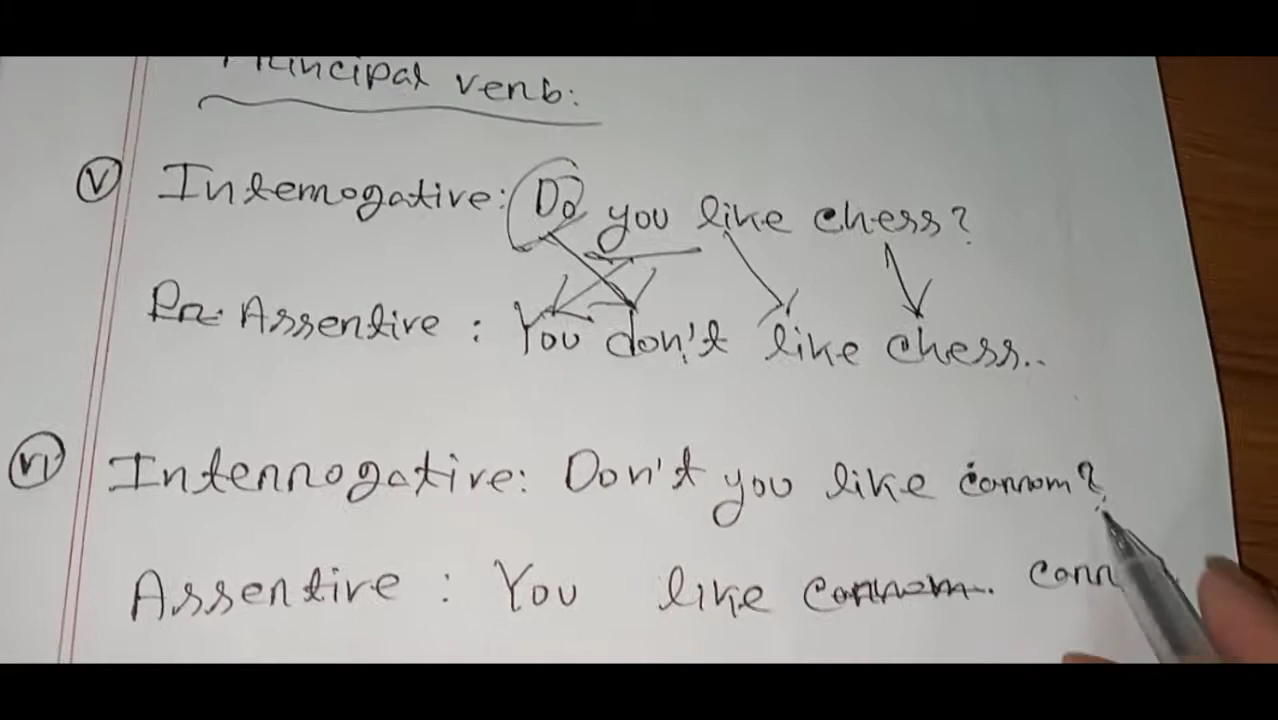 Principal verb:
(v) Interrogative: Do you like chess?
Assertive : You don't like chess..
(vi) Interrogative: Don't you like carrom?
Assertive : You like carrom. carr